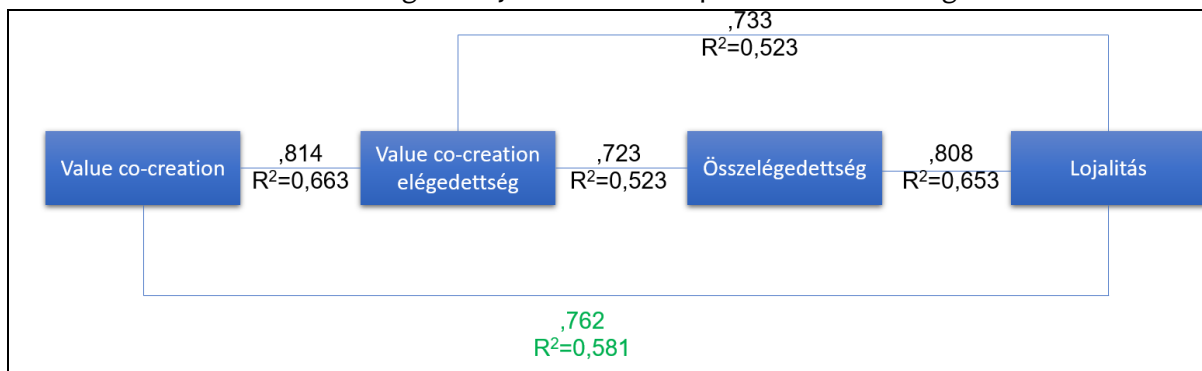 ,733
R²=0,523
Value co-creation
,814
R²=0,663
Value co-creation
elégedettség
,723
R²=0,523
Összelégedettség
,808
R²=0,653
Lojalitás
,762
R²=0,581